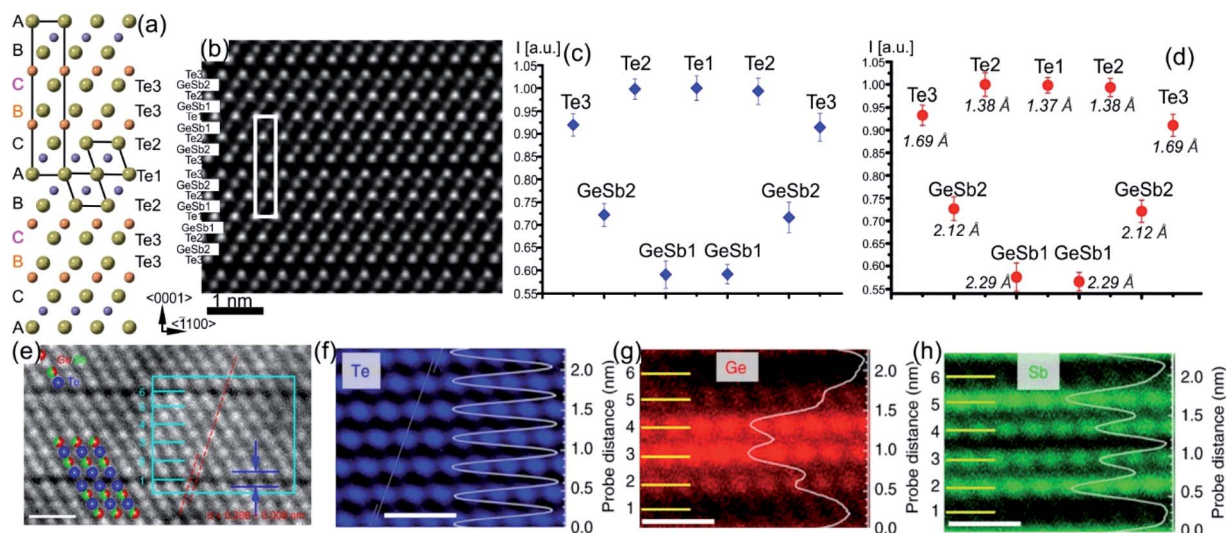 (a)
A
B
C
B
C
A
B
C
B
C
A
Te3
Te3
Te2
Te1
Te2
Te3
Te3
<0001>
<1̄100>
(b)
Te3
GeSb2
Te2
GeSb1
Te1
GeSb1
Te2
GeSb2
Te3
Te3
GeSb2
Te2
GeSb1
Te1
GeSb1
Te2
GeSb2
Te3
1 nm
(c)
I [a.u.]
1.05
1.00
0.95
0.90
0.85
0.80
0.75
0.70
0.65
0.60
0.55
Te3
Te2
Te1
Te2
Te3
GeSb2
GeSb1
GeSb1
GeSb2
(d)
I [a.u.]
1.05
1.00
0.95
0.90
0.85
0.80
0.75
0.70
0.65
0.60
0.55
Te3
1.69 Å
Te2
1.38 Å
Te1
1.37 Å
Te2
1.38 Å
Te3
1.69 Å
GeSb2
2.12 Å
GeSb1
2.29 Å
GeSb1
2.29 Å
GeSb2
2.12 Å
(e)
Te
6
5
4
3
2
1
(f)
Te
2.0
1.5
1.0
0.5
0.0
Probe distance (nm)
(g)
Ge
6
5
4
3
2
1
2.0
1.5
1.0
0.5
0.0
Probe distance (nm)
(h)
Sb
6
5
4
3
2
1
2.0
1.5
1.0
0.5
0.0
Probe distance (nm)